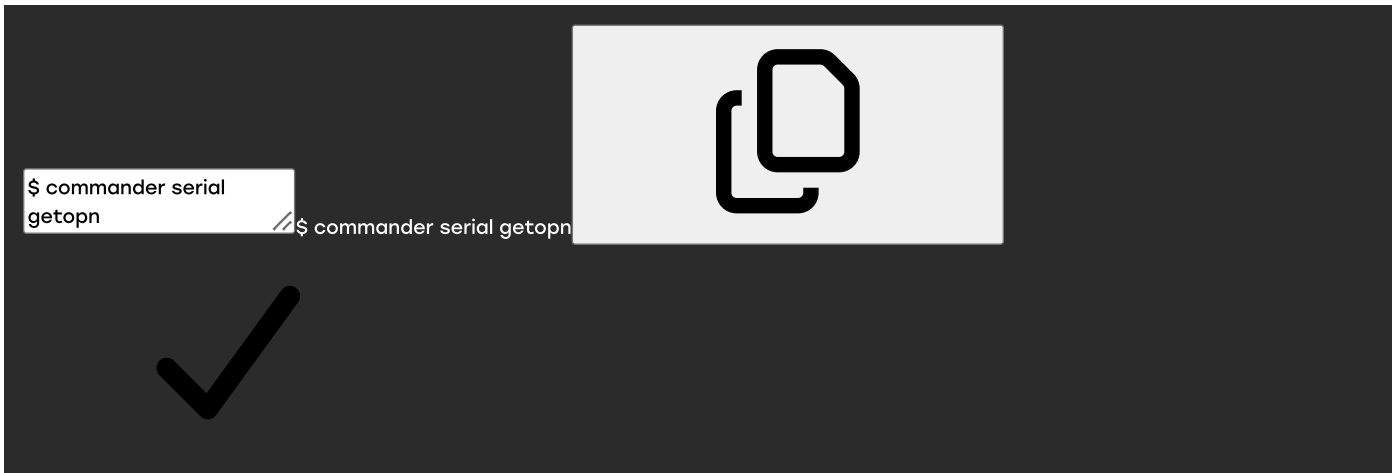 $ commander serial
getopn
$ commander serial getopn